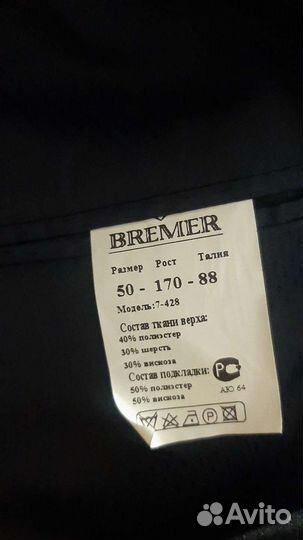 BREMER
Размер Рост Талия
50 - 170 - 88
Модель:7-428
Состав ткани верха:
40% полиэстер
30% шерсть
30% вискоза
Состав подкладки:
50% полиэстер
50% вискоза
АЮ 64
Avito